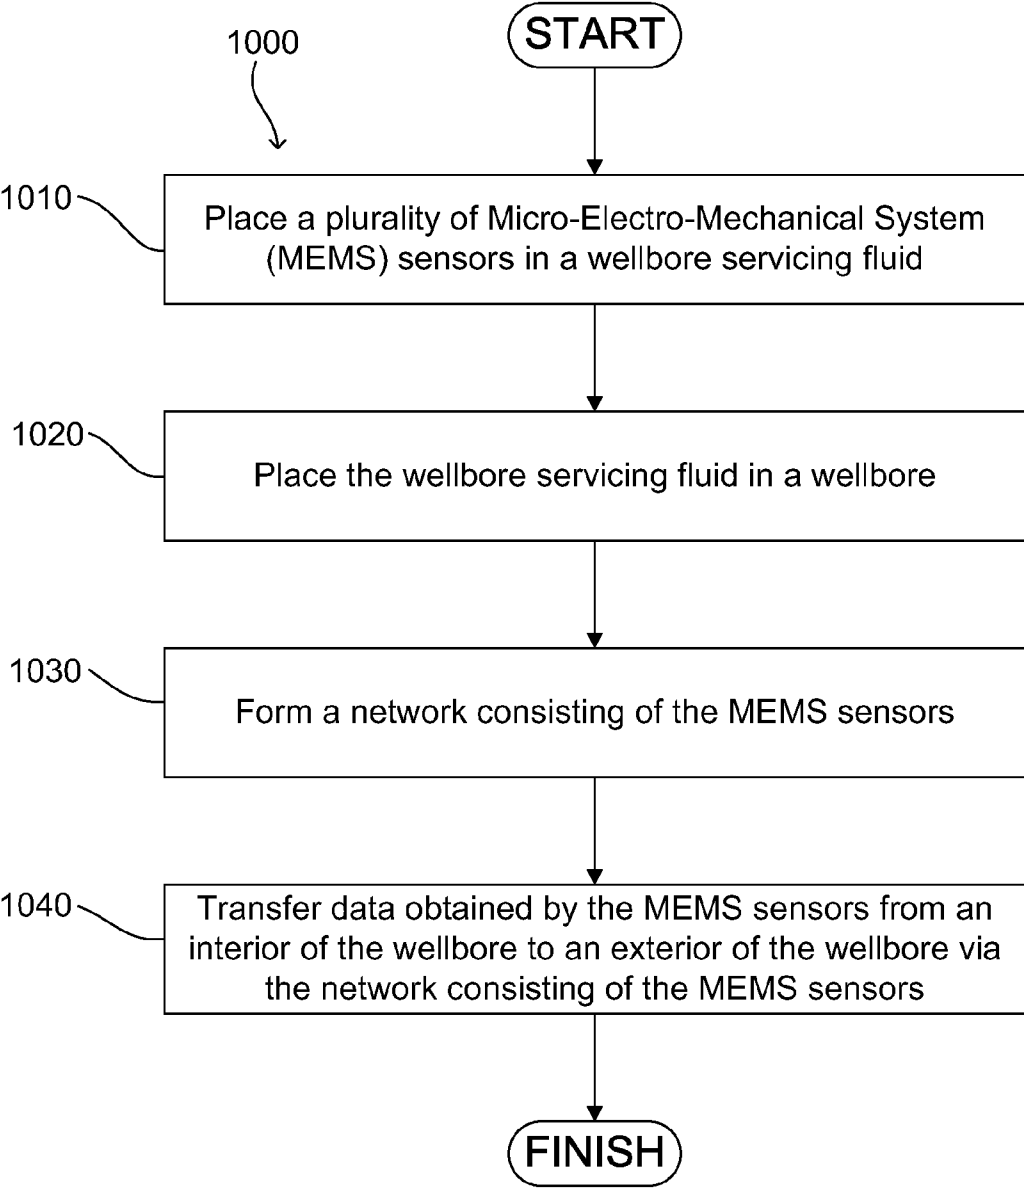 START
1000
1010
Place a plurality of Micro-Electro-Mechanical System
(MEMS) sensors in a wellbore servicing fluid
1020
Place the wellbore servicing fluid in a wellbore
1030
Form a network consisting of the MEMS sensors
1040
Transfer data obtained by the MEMS sensors from an
interior of the wellbore to an exterior of the wellbore via
the network consisting of the MEMS sensors
FINISH